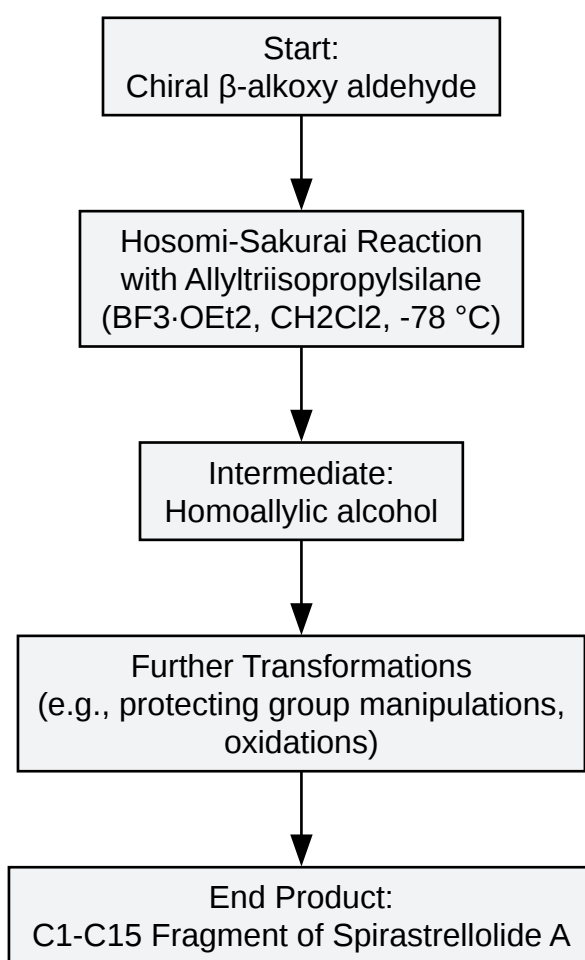 Start:
Chiral β-alkoxy aldehyde
Hosomi-Sakurai Reaction
with Allyltriisopropylsilane
(BF3·OEt2, CH2Cl2, -78 °C)
Intermediate:
Homoallylic alcohol
Further Transformations
(e.g., protecting group manipulations,
oxidations)
End Product:
C1-C15 Fragment of Spirastrellolide A